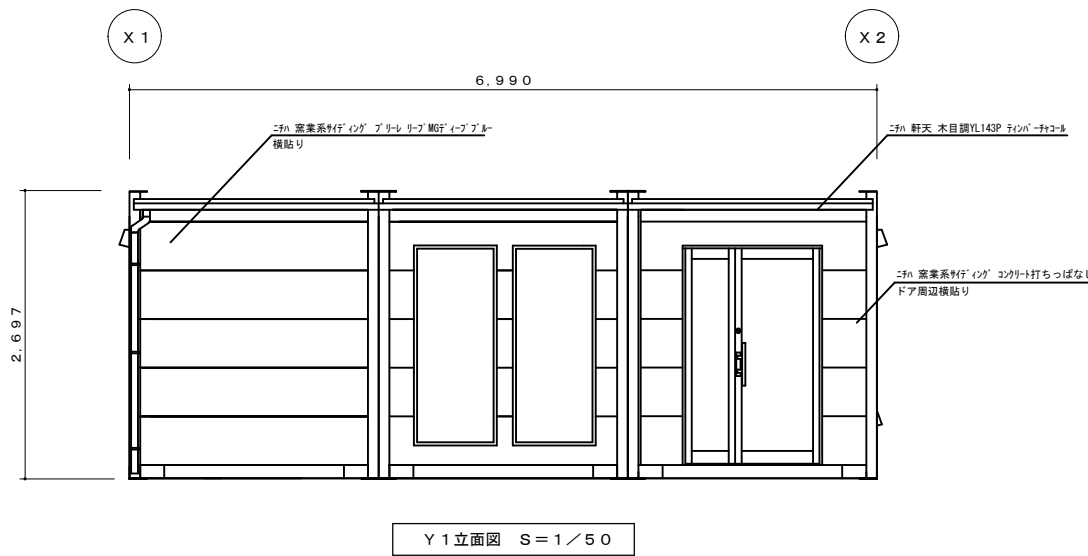 X 1
X 2
6,990
ﾆﾁﾊ 窯業系ｻｲﾃﾞｨﾝｸﾞ ﾌﾟﾘｰﾚ ﾘｰﾌﾞMGﾃﾞｨｰﾌﾟﾌﾞﾙｰ
横貼り
ﾆﾁﾊ 軒天 木目調YL143P ﾃｨﾝﾊﾞｰﾁｬｺｰﾙ
ﾆﾁﾊ 窯業系ｻｲﾃﾞｨﾝｸﾞ ｺﾝｸﾘｰﾄ打ちっぱなし
ドア周辺横貼り
2,697
Y 1立面図 S＝1／50